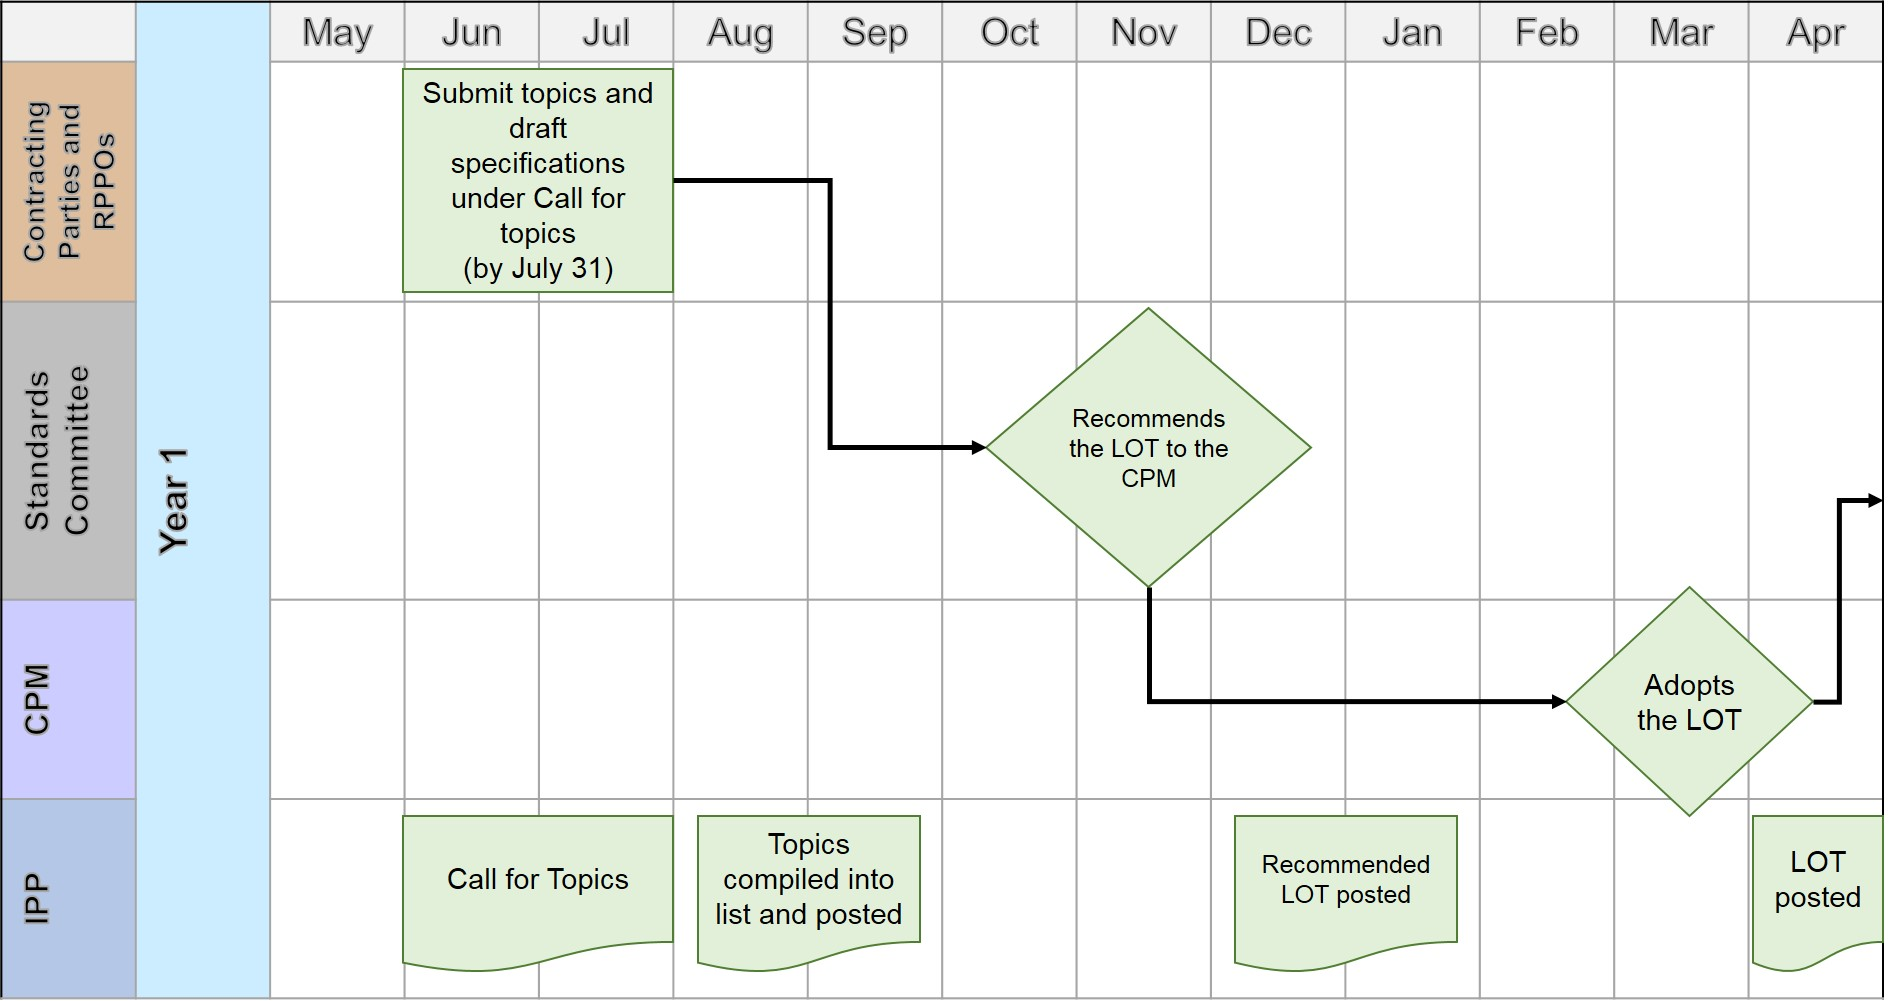 May Jun Jul Aug Sep Oct Nov Dec Jan Feb Mar Apr
Contracting
Parties and
RPPOs
Year 1
Submit topics and
draft
specifications
under Call for
topics
(by July 31)
Standards
Committee
Recommends
the LOT to the
CPM
CPM
Adopts
the LOT
IPP
Call for Topics
Topics
compiled into
list and posted
Recommended
LOT posted
LOT
posted